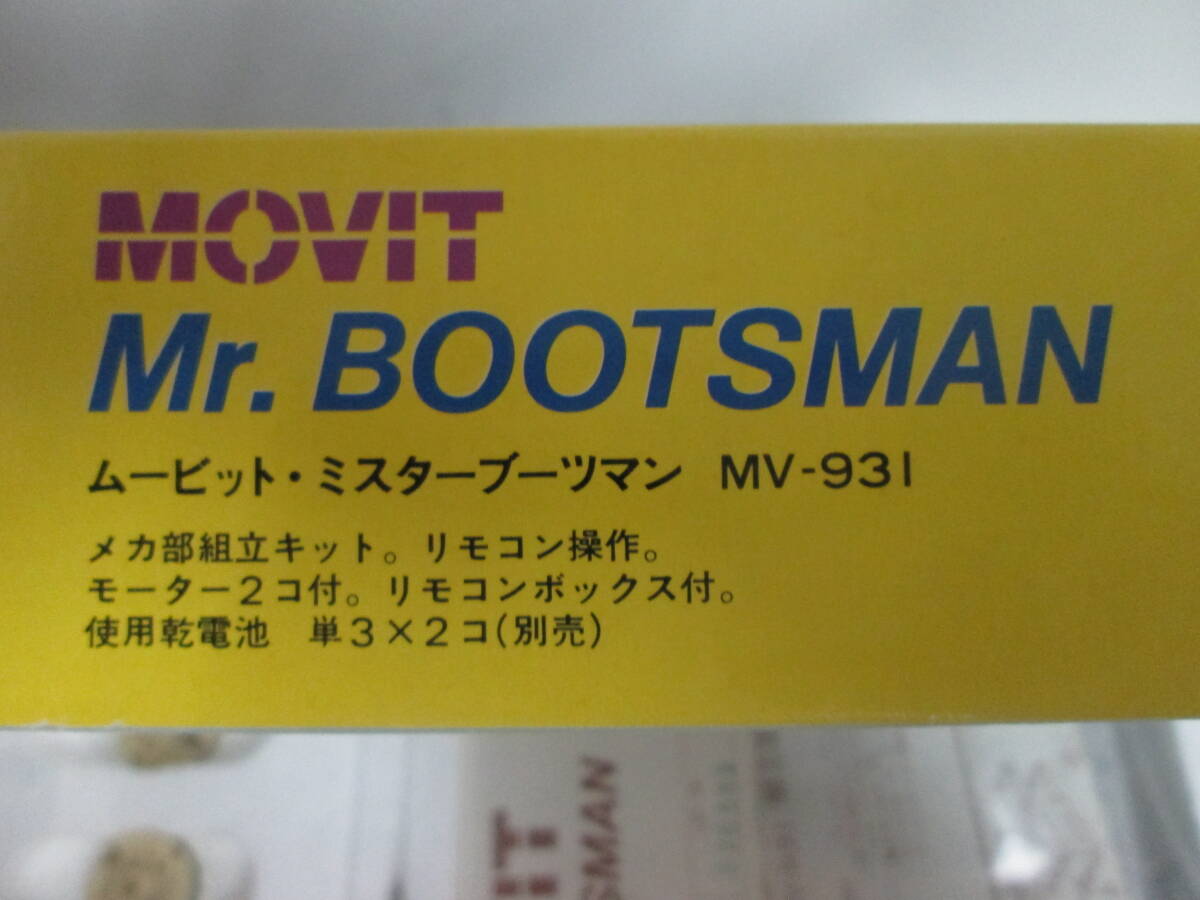 MOVIT
Mr. BOOTSMAN
ムービット・ミスターブーツマン MV-931
メカ部組立キット。リモコン操作。
モーター2コ付。リモコンボックス付。
使用乾電池 単3×2コ(別売)
IT
SMAN